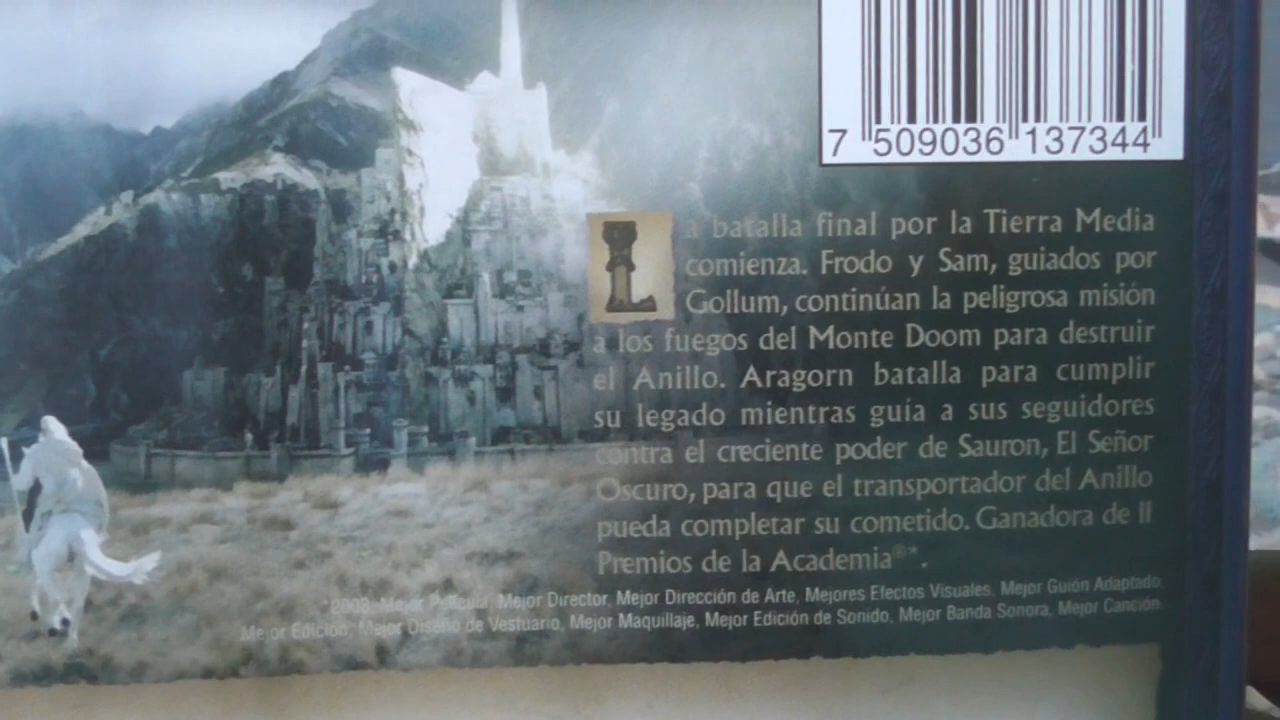 7 509036 137344
La batalla final por la Tierra Media
comienza. Frodo y Sam, guiados por
Gollum, continúan la peligrosa misión
a los fuegos del Monte Doom para destruir
el Anillo. Aragorn batalla para cumplir
su legado mientras guía a sus seguidores
contra el creciente poder de Sauron, El Señor
Oscuro, para que el transportador del Anillo
pueda completar su cometido. Ganadora de 11
Premios de la Academia®*.
*2003: Mejor Película, Mejor Director, Mejor Dirección de Arte, Mejores Efectos Visuales, Mejor Guión Adaptado,
Mejor Edición, Mejor Diseño de Vestuario, Mejor Maquillaje, Mejor Edición de Sonido, Mejor Banda Sonora, Mejor Canción.